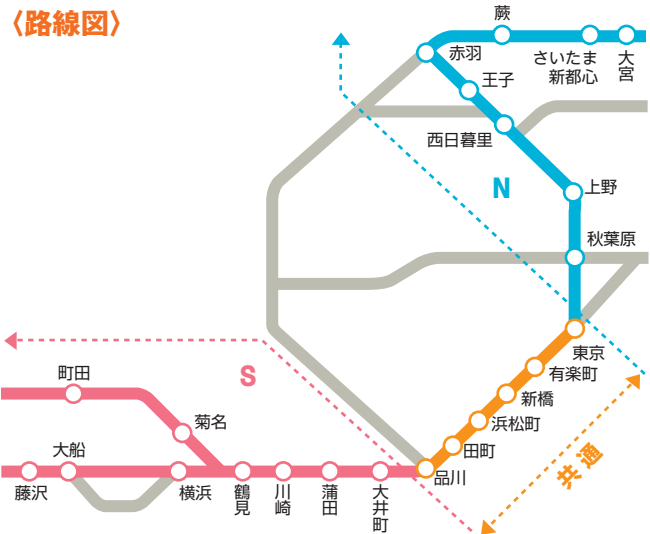 〈路線図〉
蕨
赤羽
さいたま
新都心
大宮
王子
西日暮里
N
上野
秋葉原
東京
有楽町
S
町田
新橋
浜松町
菊名
田町
共通
大船
品川
藤沢
横浜
鶴見
川崎
蒲田
大井町